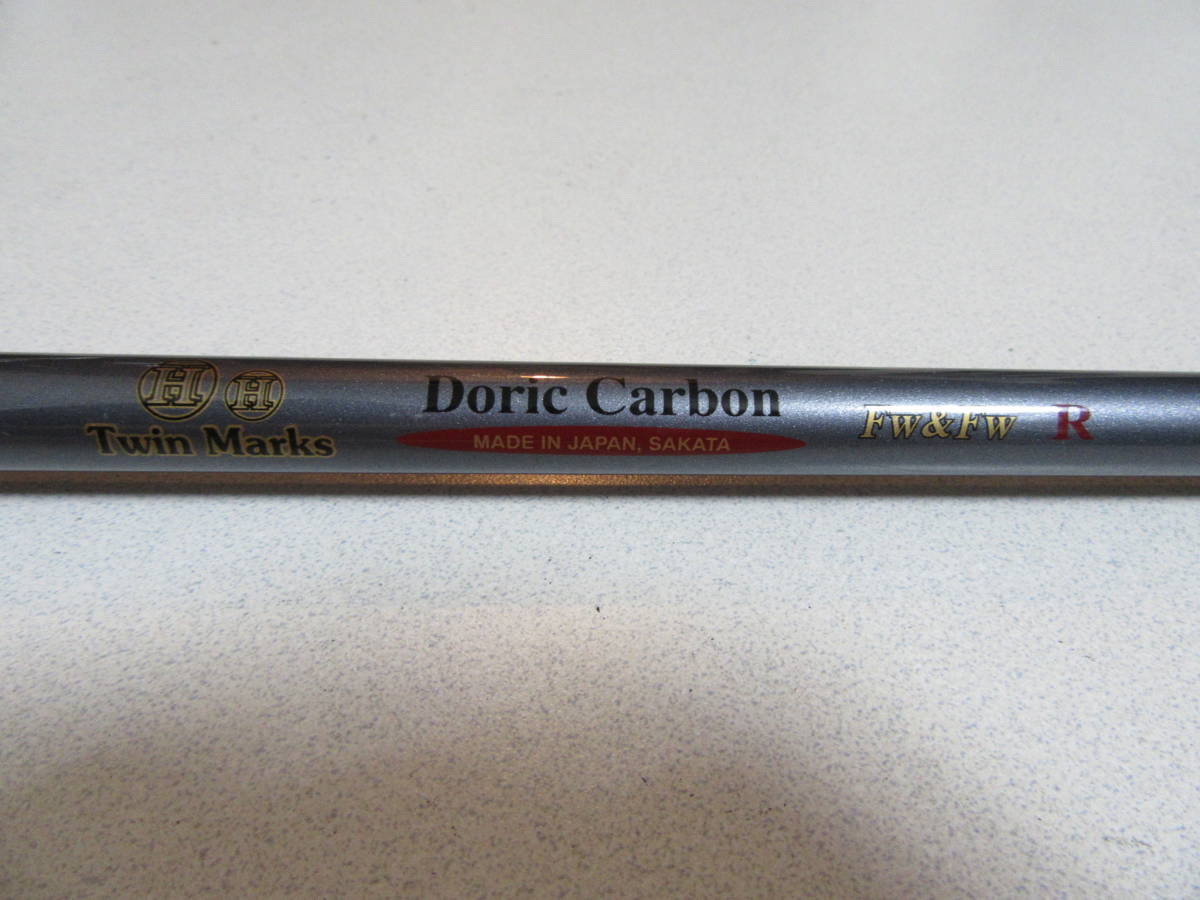 H H
Twin Marks
Doric Carbon
MADE IN JAPAN, SAKATA
Fw&Fw R